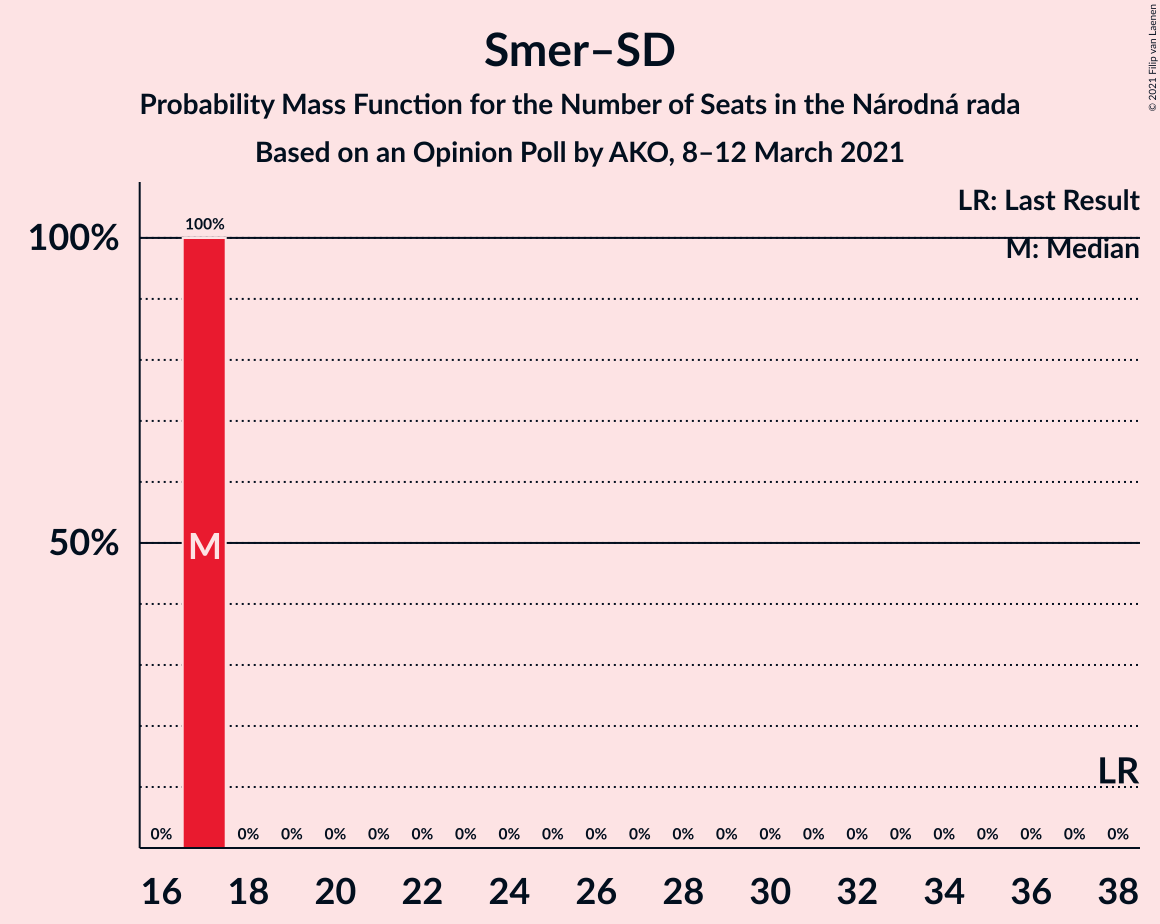 Smer–SD
Probability Mass Function for the Number of Seats in the Národná rada
Based on an Opinion Poll by AKO, 8–12 March 2021
© 2021 Filip van Laenen
LR: Last Result
M: Median
100%
100%
50%
M
LR
0% 0% 0% 0% 0% 0% 0% 0% 0% 0% 0% 0% 0% 0% 0% 0% 0% 0% 0% 0% 0% 0%
16 18 20 22 24 26 28 30 32 34 36 38